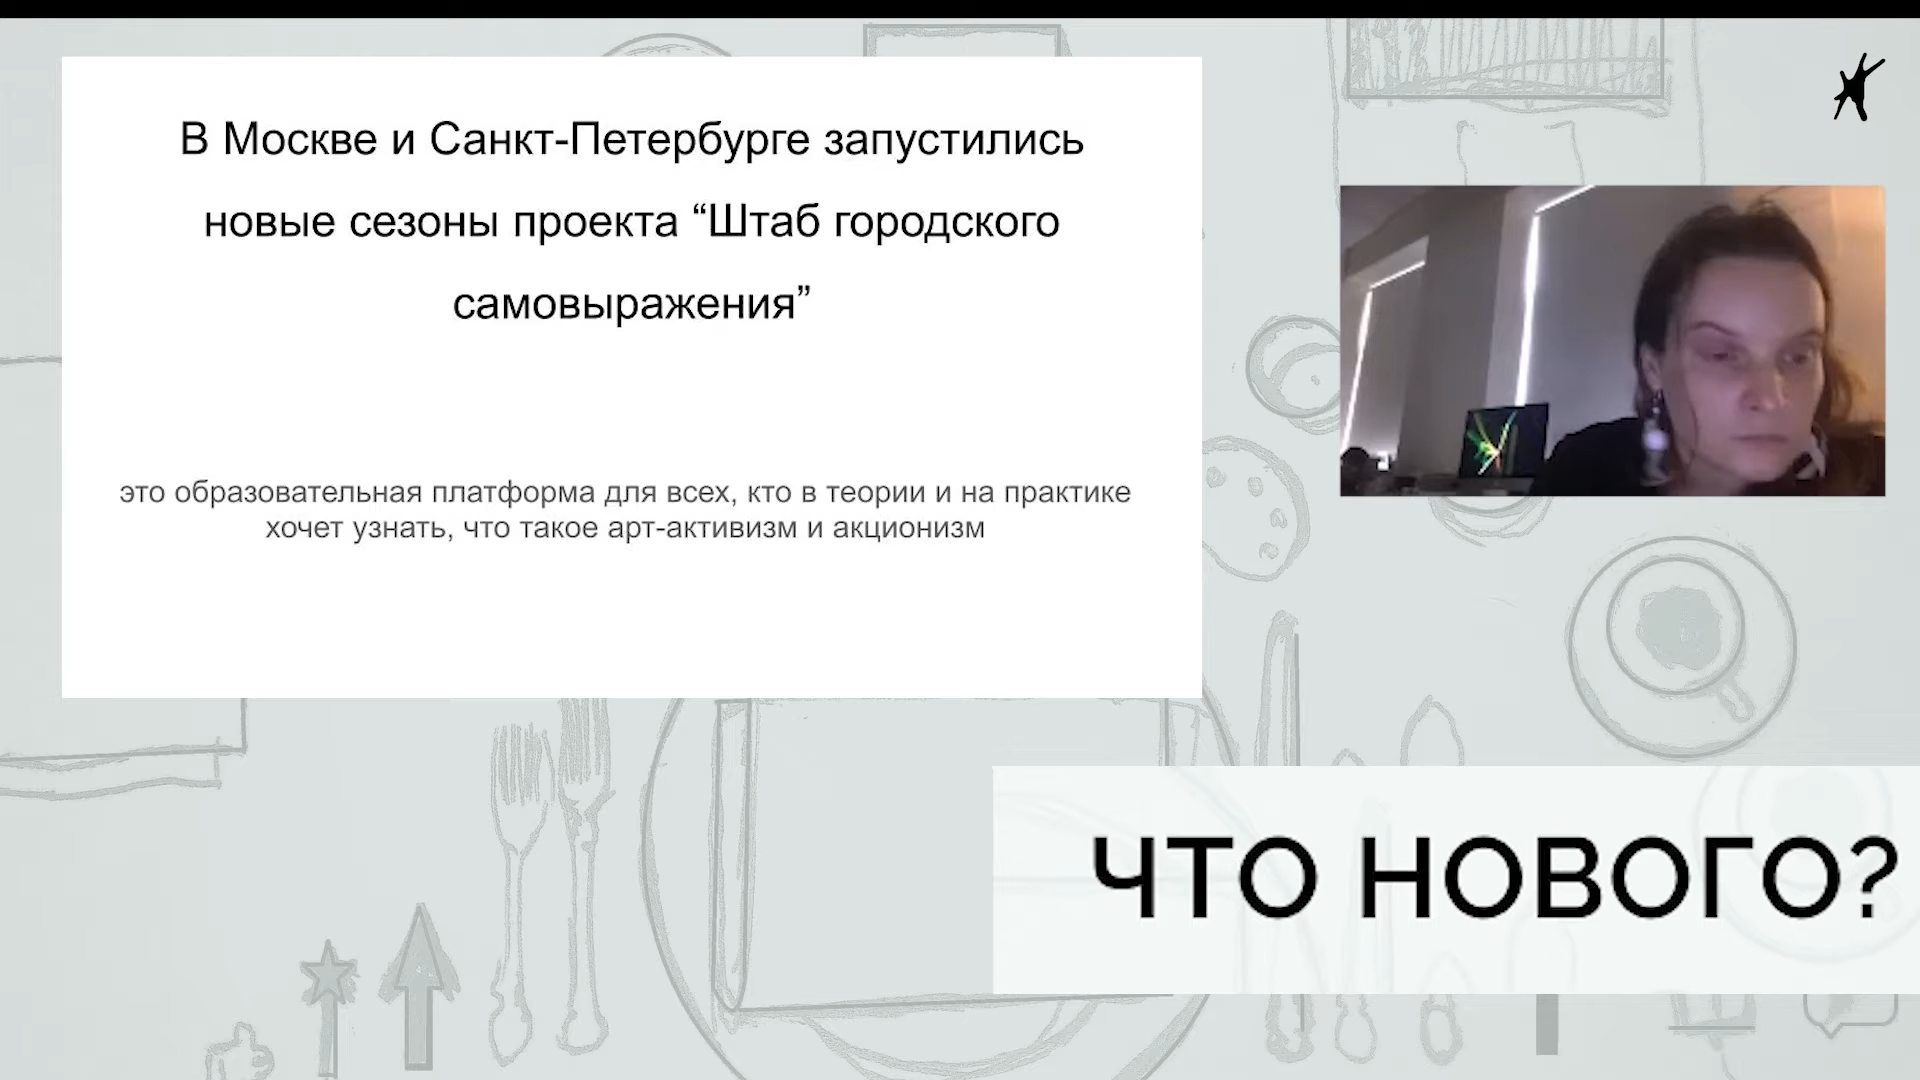 В Москве и Санкт-Петербурге запустились
новые сезоны проекта “Штаб городского
самовыражения”
это образовательная платформа для всех, кто в теории и на практике
хочет узнать, что такое арт-активизм и акционизм
ЧТО НОВОГО?